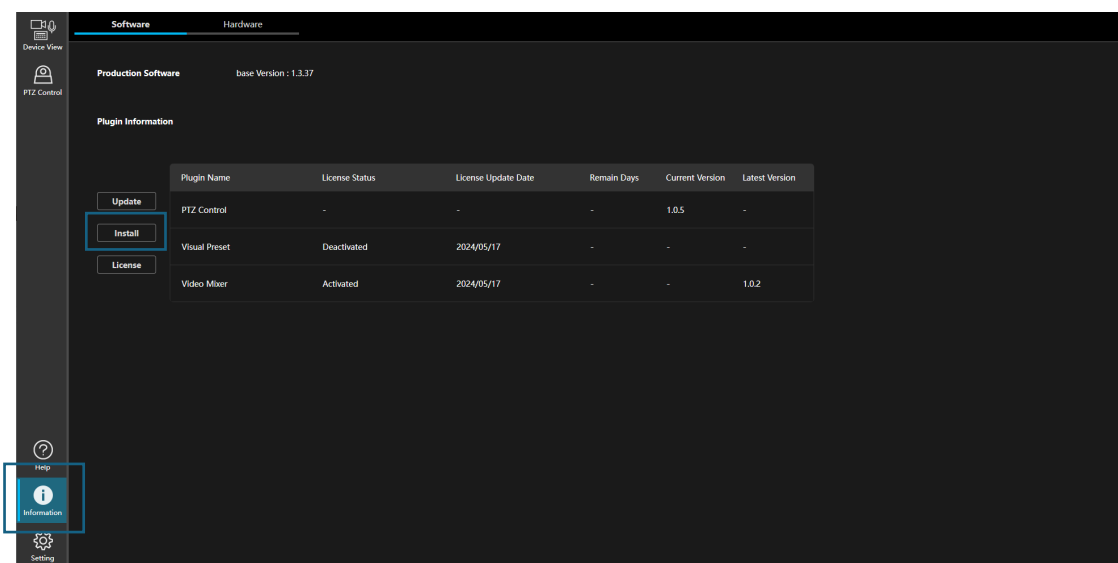 Device View
PTZ Control
Help
Information
Setting
Software Hardware
Production Software base Version : 1.3.37
Plugin Information
Update
Install
License
Plugin Name License Status License Update Date Remain Days Current Version Latest Version
PTZ Control - - - 1.0.5 -
Visual Preset Deactivated 2024/05/17 - - -
Video Mixer Activated 2024/05/17 - - 1.0.2